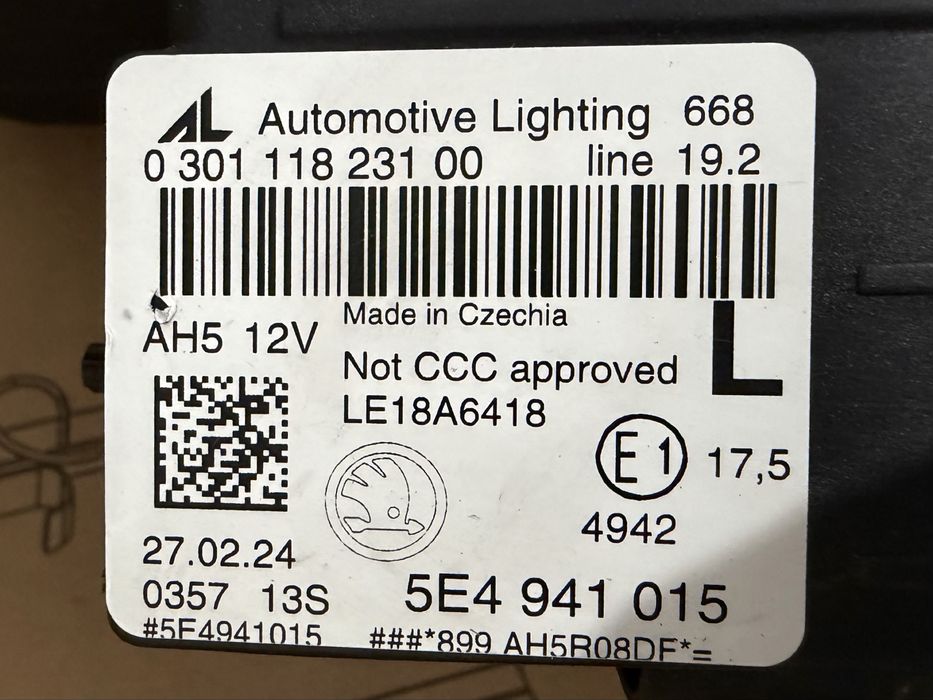 AL Automotive Lighting 668
0 301 118 231 00 line 19.2
Made in Czechia
AH5 12V
L
Not CCC approved
LE18A6418
E1 17,5
4942
27.02.24
0357 13S
5E4 941 015
#5E4941015 ###*899 AH5R08DF*=